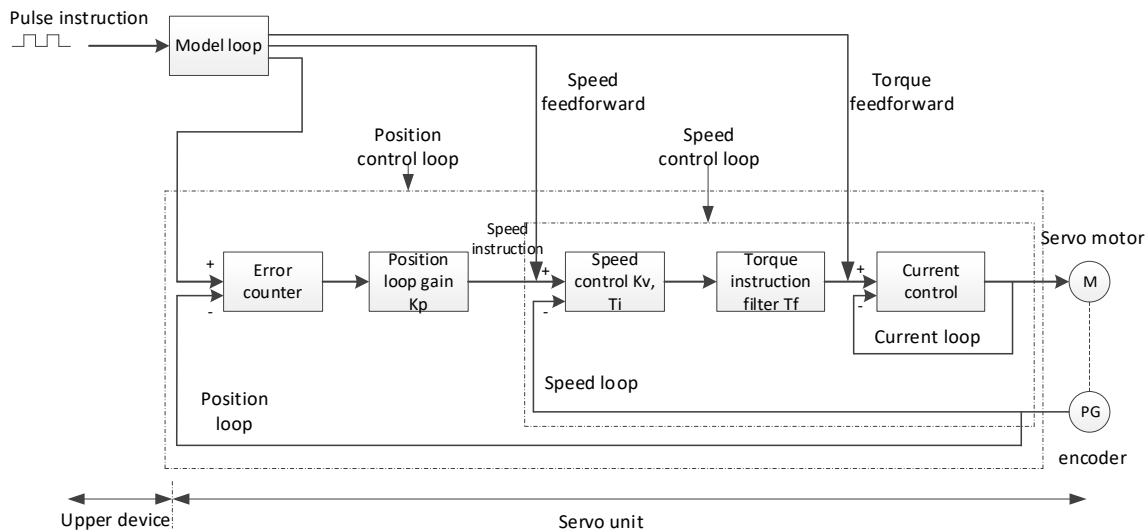 Pulse instruction
Model loop
Speed
feedforward
Torque
feedforward
Position
control loop
Speed
control loop
Speed
instruction
Servo motor
+
-
Error
counter
Position
loop gain
Kp
+
-
Speed
control Kv,
Ti
Torque
instruction
filter Tf
+
-
Current
control
M
Current loop
Speed loop
Position
loop
PG
encoder
Upper device
Servo unit